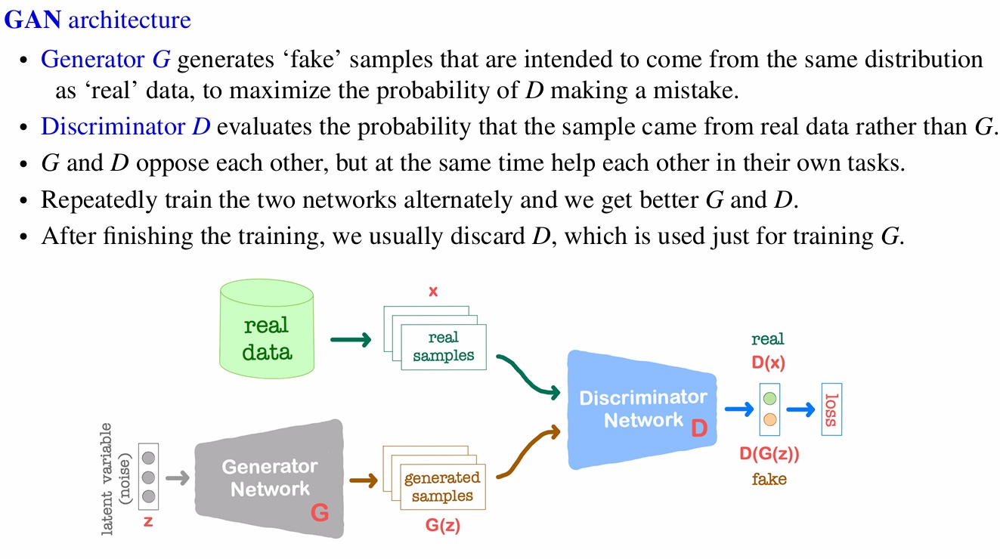 GAN architecture
• Generator G generates ‘fake’ samples that are intended to come from the same distribution
as ‘real’ data, to maximize the probability of D making a mistake.
• Discriminator D evaluates the probability that the sample came from real data rather than G.
• G and D oppose each other, but at the same time help each other in their own tasks.
• Repeatedly train the two networks alternately and we get better G and D.
• After finishing the training, we usually discard D, which is used just for training G.
x
real
data
real
samples
real
D(x)
Discriminator
Network D
loss
D(G(z))
fake
latent variable
(noise)
z
Generator
Network
G
generated
samples
G(z)